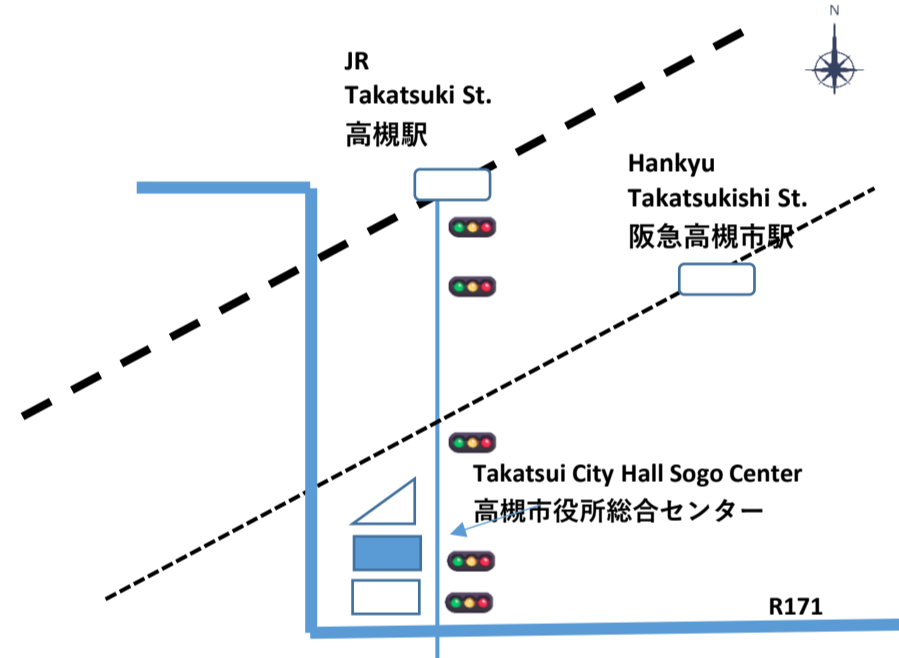 N
JR
Takatsuki St.
高槻駅
Hankyu
Takatsukishi St.
阪急高槻市駅
Takatsui City Hall Sogo Center
高槻市役所総合センター
R171